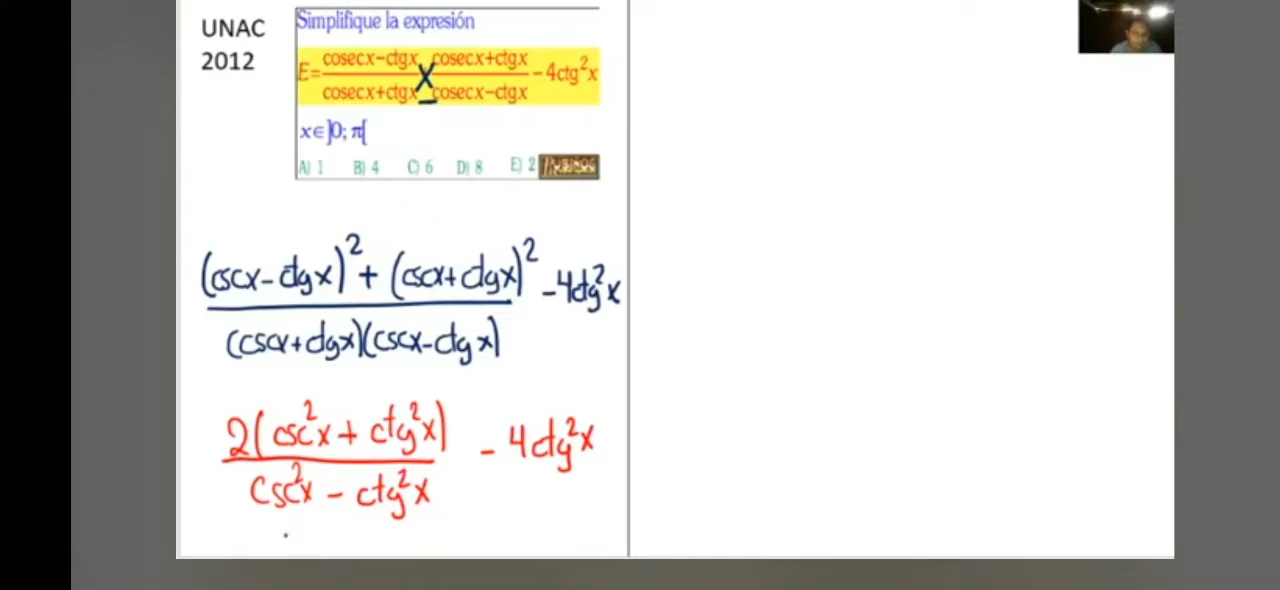 UNAC
2012
Simplifique la expresión
E= cosecx−ctgx / cosecx+ctgx cosecx+ctgx / cosecx−ctgx − 4ctg²x
x∈]0; π[
A) 1 B) 4 C) 6 D) 8 E) 2
(cscx − ctgx)² + (cscx + ctgx)² − 4ctg²x
(cscx + ctgx)(cscx − ctgx)
2(csc²x + ctg²x) − 4ctg²x
csc²x − ctg²x